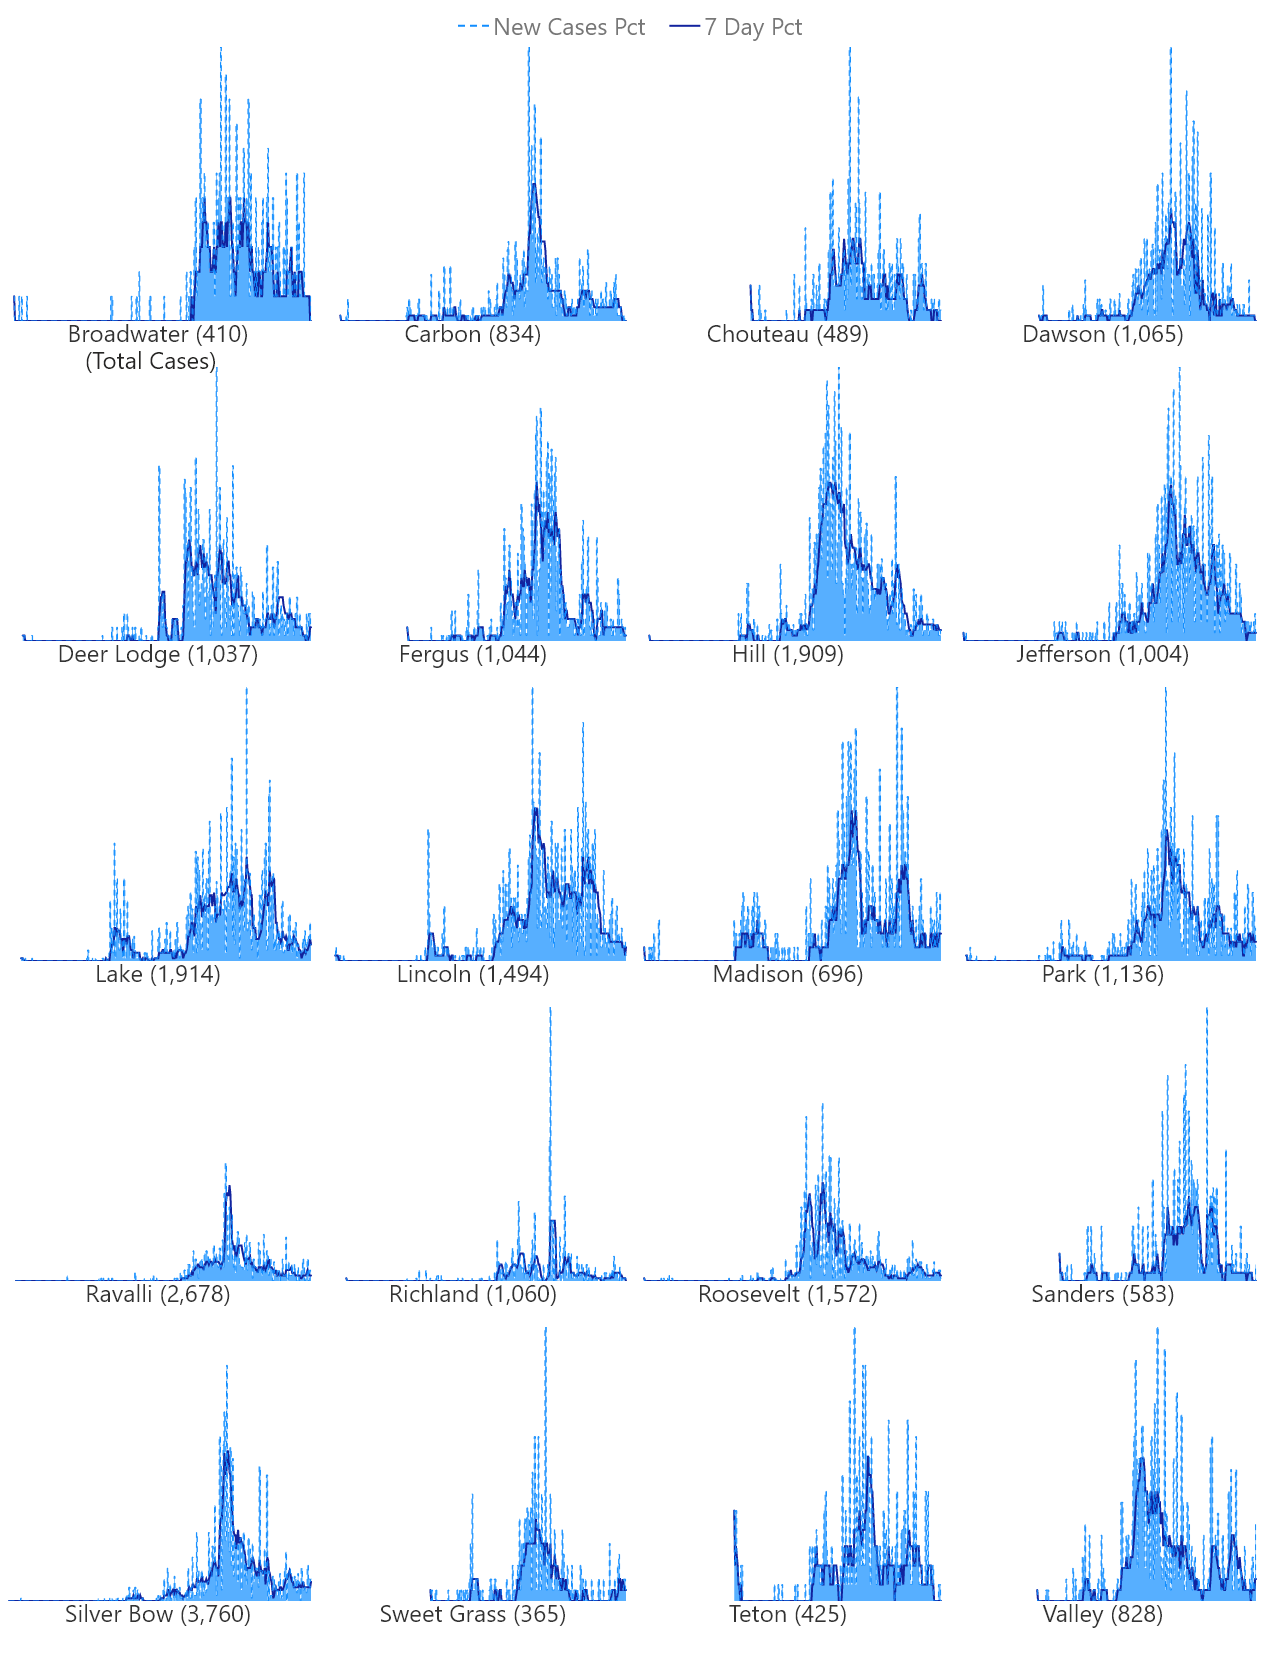 New Cases Pct 7 Day Pct
Broadwater (410) Carbon (834) Chouteau (489) Dawson (1,065)
(Total Cases)
Deer Lodge (1,037) Fergus (1,044) Hill (1,909) Jefferson (1,004)
Lake (1,914) Lincoln (1,494) Madison (696) Park (1,136)
Ravalli (2,678) Richland (1,060) Roosevelt (1,572) Sanders (583)
Silver Bow (3,760) Sweet Grass (365) Teton (425) Valley (828)